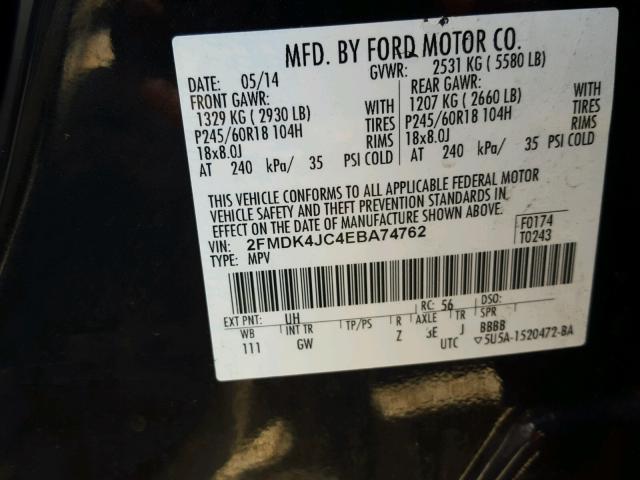 MFD. BY FORD MOTOR CO.
DATE: 05/14 GVWR: 2531 KG ( 5580 LB)
FRONT GAWR: REAR GAWR:
1329 KG ( 2930 LB) WITH 1207 KG ( 2660 LB) WITH
P245/60R18 104H TIRES P245/60R18 104H TIRES
18x8.0J RIMS 18x8.0J RIMS
AT 240 kPa/ 35 PSI COLD AT 240 kPa/ 35 PSI COLD
THIS VEHICLE CONFORMS TO ALL APPLICABLE FEDERAL MOTOR
VEHICLE SAFETY AND THEFT PREVENTION STANDARDS IN
EFFECT ON THE DATE OF MANUFACTURE SHOWN ABOVE.
VIN: 2FMDK4JC4EBA74762 F0174
TYPE: MPV T0243
EXT PNT: UH RC: 56 DSO:
WB INT TR TP/PS R AXLE TR SPR
111 GW Z J BBBB
UTC ▽5U5A-1520472-BA